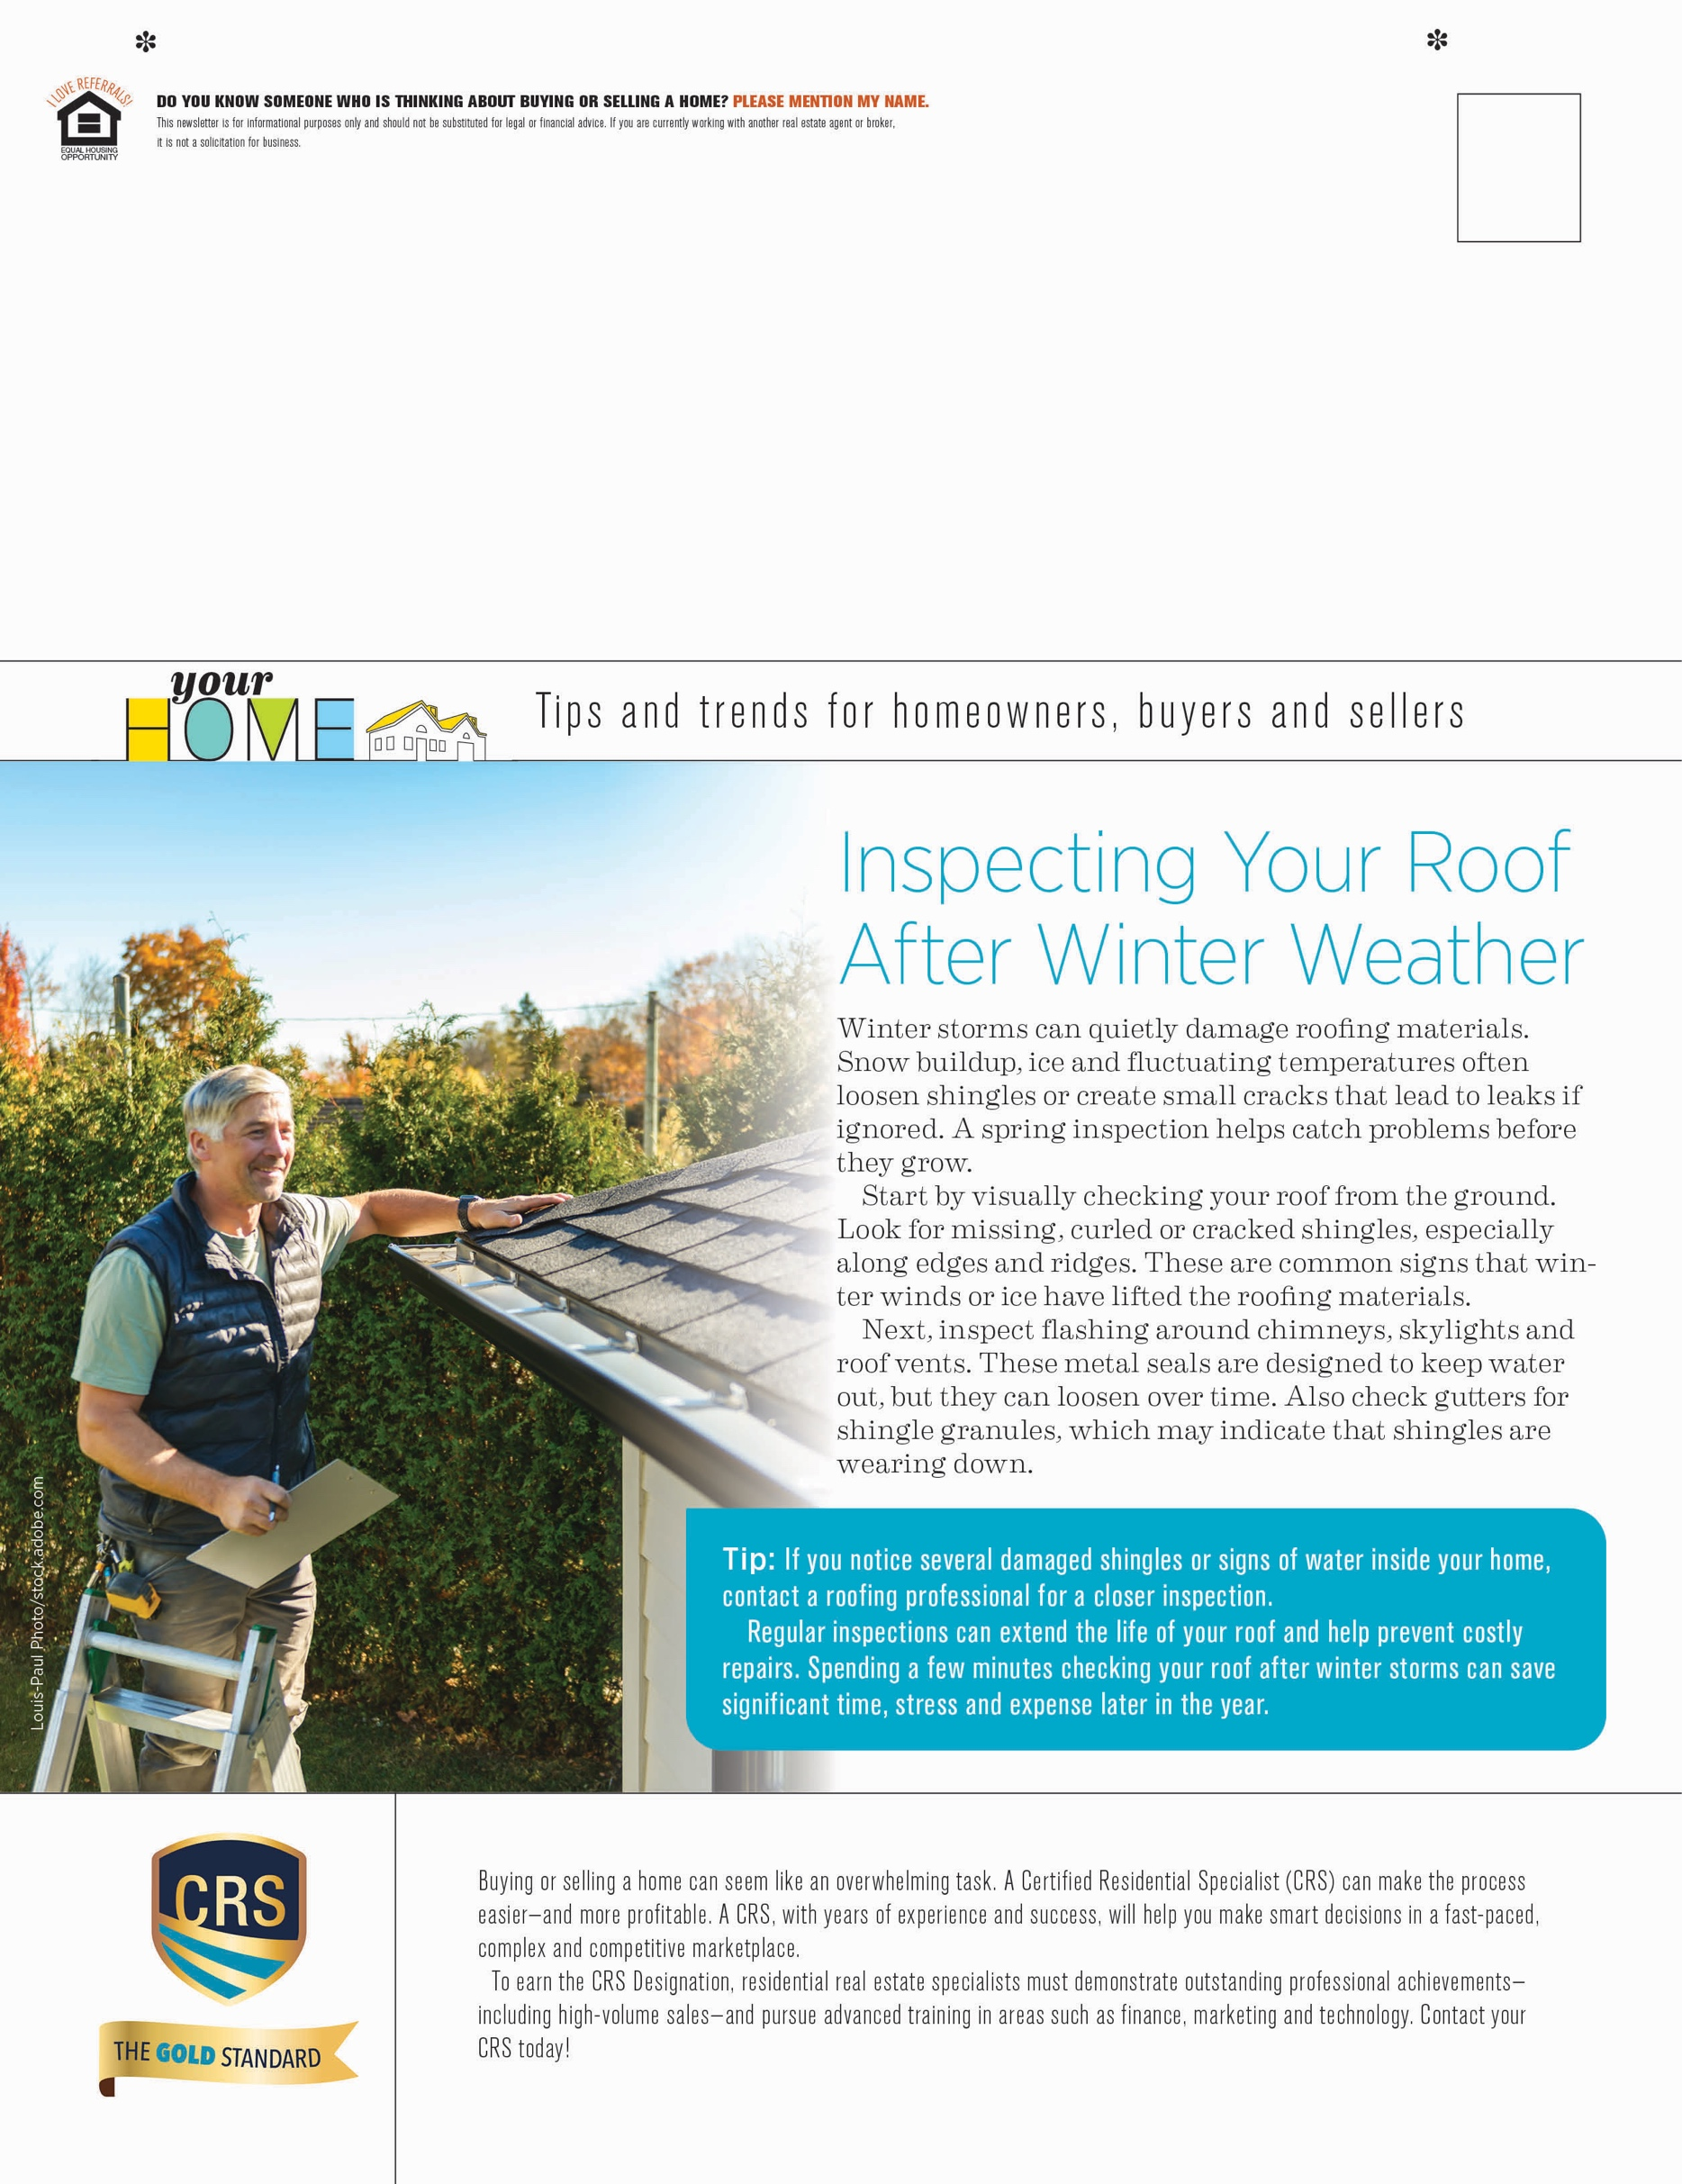 ✻
✻
I LOVE REFERRALS!
EQUAL HOUSING
OPPORTUNITY
DO YOU KNOW SOMEONE WHO IS THINKING ABOUT BUYING OR SELLING A HOME? PLEASE MENTION MY NAME.
This newsletter is for informational purposes only and should not be substituted for legal or financial advice. If you are currently working with another real estate agent or broker,
it is not a solicitation for business.
your
HOME
Tips and trends for homeowners, buyers and sellers
Inspecting Your Roof
After Winter Weather
Winter storms can quietly damage roofing materials.
Snow buildup, ice and fluctuating temperatures often
loosen shingles or create small cracks that lead to leaks if
ignored. A spring inspection helps catch problems before
they grow.
Start by visually checking your roof from the ground.
Look for missing, curled or cracked shingles, especially
along edges and ridges. These are common signs that win-
ter winds or ice have lifted the roofing materials.
Next, inspect flashing around chimneys, skylights and
roof vents. These metal seals are designed to keep water
out, but they can loosen over time. Also check gutters for
shingle granules, which may indicate that shingles are
wearing down.
Tip: If you notice several damaged shingles or signs of water inside your home,
contact a roofing professional for a closer inspection.
Regular inspections can extend the life of your roof and help prevent costly
repairs. Spending a few minutes checking your roof after winter storms can save
significant time, stress and expense later in the year.
Louis-Paul Photo/stock.adobe.com
CRS
THE GOLD STANDARD
Buying or selling a home can seem like an overwhelming task. A Certified Residential Specialist (CRS) can make the process
easier—and more profitable. A CRS, with years of experience and success, will help you make smart decisions in a fast-paced,
complex and competitive marketplace.
To earn the CRS Designation, residential real estate specialists must demonstrate outstanding professional achievements—
including high-volume sales—and pursue advanced training in areas such as finance, marketing and technology. Contact your
CRS today!